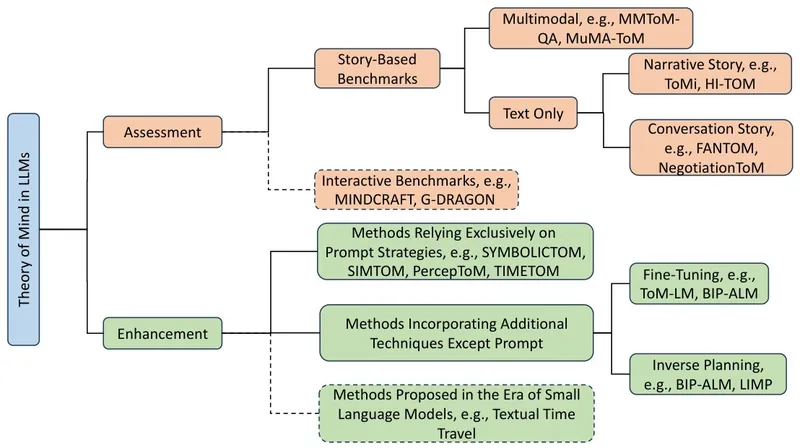 Theory of Mind in LLMs
Assessment
Story-Based
Benchmarks
Multimodal, e.g., MMToM-
QA, MuMA-ToM
Text Only
Narrative Story, e.g.,
ToMi, HI-TOM
Conversation Story,
e.g., FANTOM,
NegotiationToM
Interactive Benchmarks, e.g.,
MINDCRAFT, G-DRAGON
Enhancement
Methods Relying Exclusively on
Prompt Strategies, e.g., SYMBOLICTOM,
SIMTOM, PercepToM, TIMETOM
Methods Incorporating Additional
Techniques Except Prompt
Fine-Tuning, e.g.,
ToM-LM, BIP-ALM
Inverse Planning,
e.g., BIP-ALM, LIMP
Methods Proposed in the Era of Small
Language Models, e.g., Textual Time
Travel